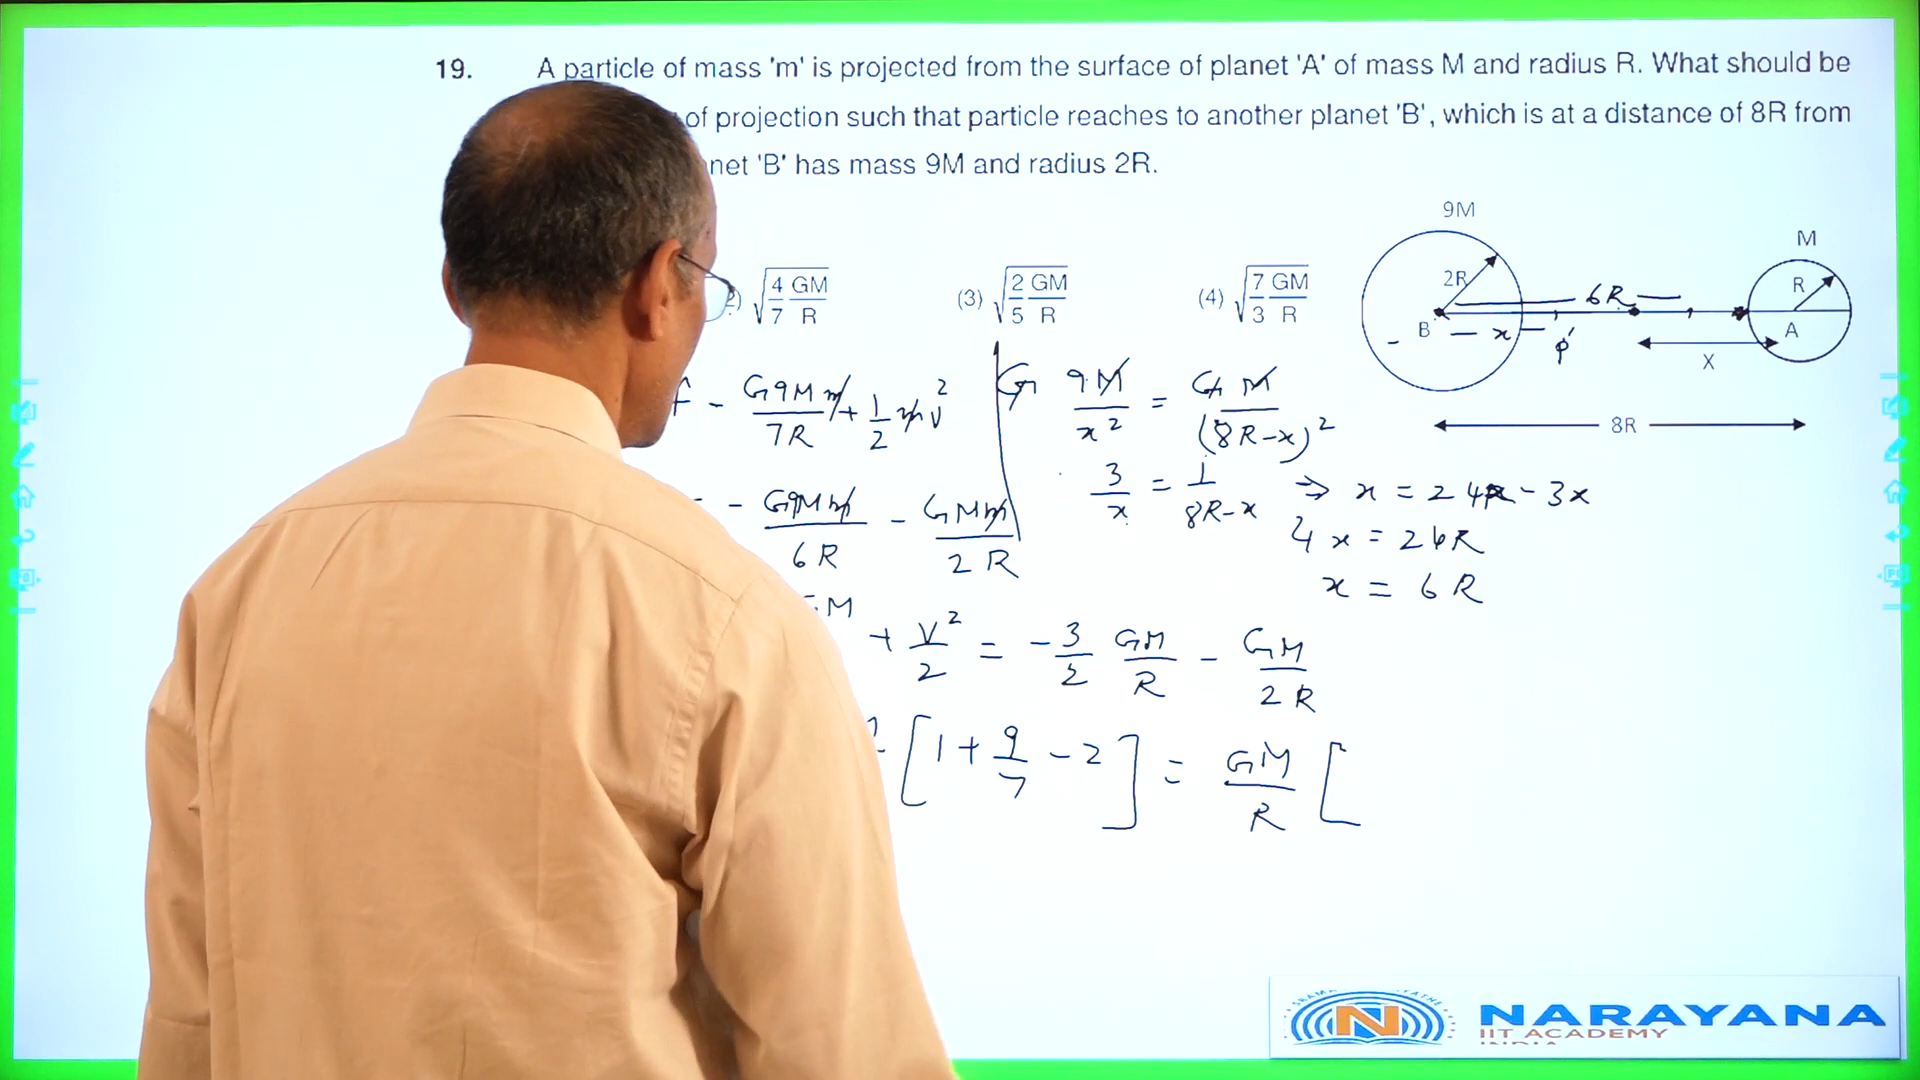 19. A particle of mass 'm' is projected from the surface of planet 'A' of mass M and radius R. What should be
of projection such that particle reaches to another planet 'B', which is at a distance of 8R from
net 'B' has mass 9M and radius 2R.
2) √(4/7 GM/R) (3) √(2/5 GM/R) (4) √(7/3 GM/R)
9M
M
2R
6R
R
B
x
A
X
8R
- G9Mm/7R + 1/2 mv²
G 9M/x² = GM/(8R-x)²
3/x = 1/(8R-x) ⇒ x = 24R - 3x
4x = 24R
x = 6R
- G9Mm/6R - GMm/2R
GM
+ v²/2 = -3/2 GM/R - GM/2R
[1 + 9/7 - 2] = GM/R [
NARAYANA
IIT ACADEMY
INDIA